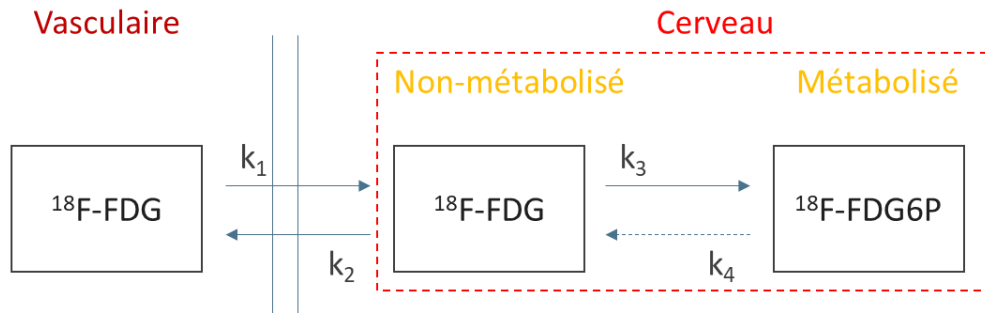 Vasculaire
Cerveau
Non-métabolisé
Métabolisé
k₁
k₃
¹⁸F-FDG
¹⁸F-FDG
¹⁸F-FDG6P
k₂
k₄